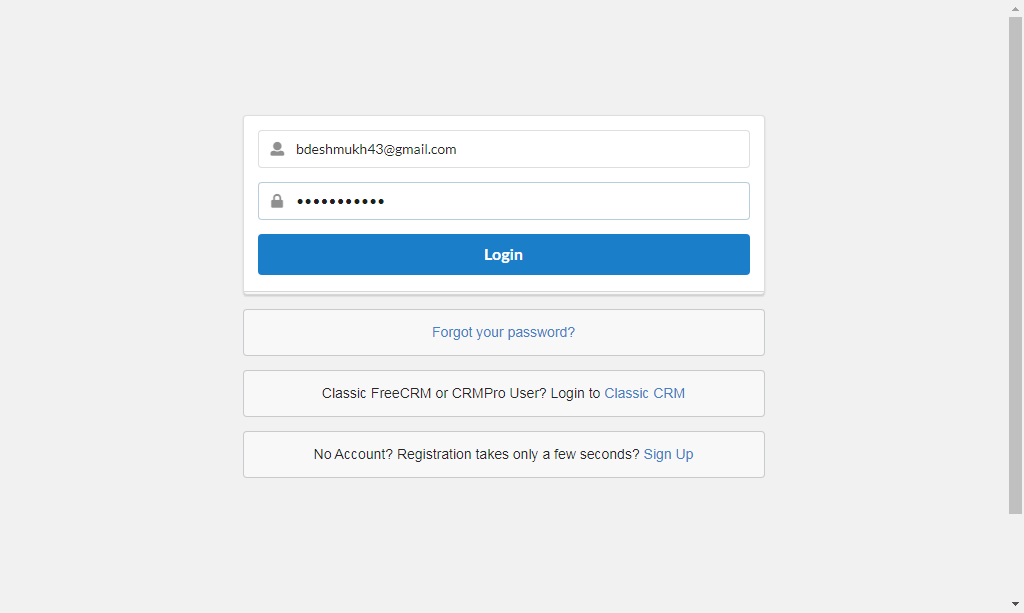 bdeshmukh43@gmail.com
•••••••••••
Login
Forgot your password?
Classic FreeCRM or CRMPro User? Login to Classic CRM
No Account? Registration takes only a few seconds? Sign Up